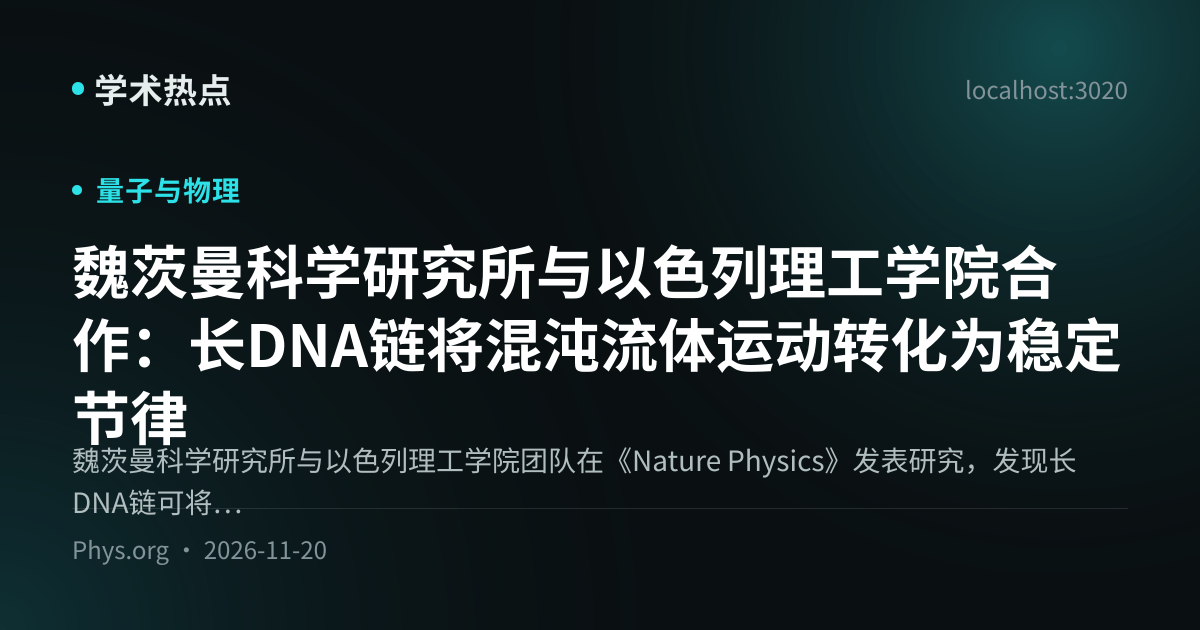 学术热点
localhost:3020
量子与物理
魏茨曼科学研究所与以色列理工学院合
作：长DNA链将混沌流体运动转化为稳定
节律
魏茨曼科学研究所与以色列理工学院团队在《Nature Physics》发表研究，发现长
DNA链可将…
Phys.org · 2026-11-20